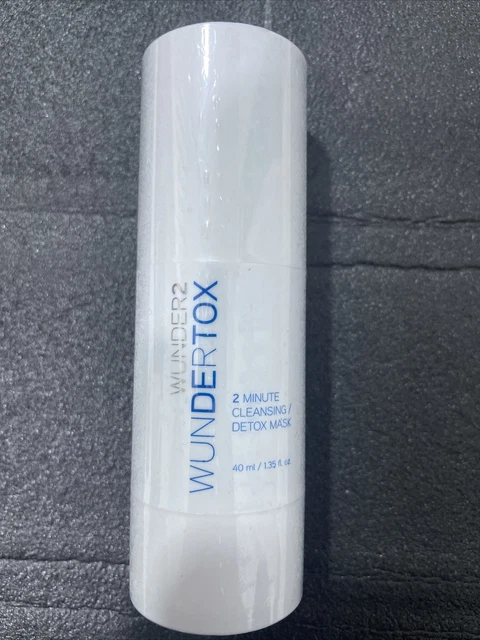 WUNDER2
WUNDERTOX
2 MINUTE
CLEANSING /
DETOX MASK
40 ml / 1.35 fl. oz.